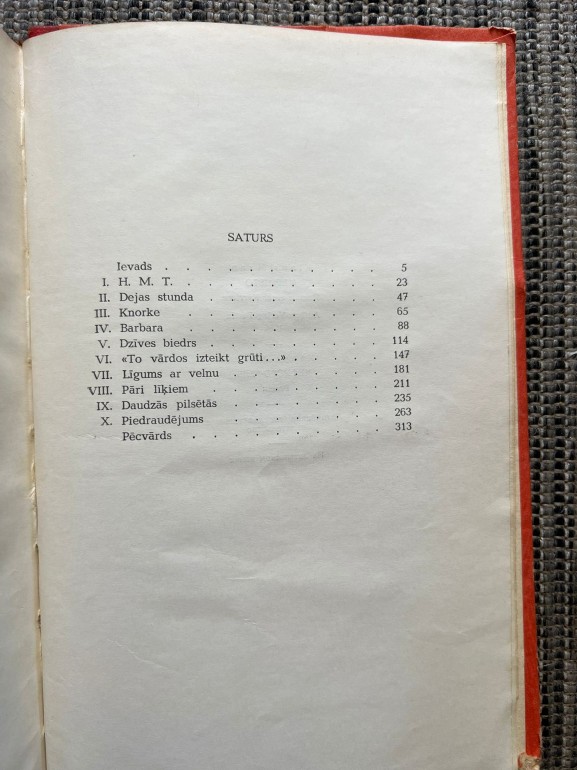 SATURS
Ievads . . . . . . . . . . 5
I. H. M. T. . . . . . . . . . . 23
II. Dejas stunda . . . . . . . . 47
III. Knorke . . . . . . . . . . 65
IV. Barbara . . . . . . . . . . 88
V. Dzīves biedrs . . . . . . . . 114
VI. «To vārdos izteikt grūti...» . . . . . 147
VII. Līgums ar velnu . . . . . . . 181
VIII. Pāri līķiem . . . . . . . . . 211
IX. Daudzās pilsētās . . . . . . . 235
X. Piedraudējums . . . . . . . . 263
Pēcvārds . . . . . . . . . 313